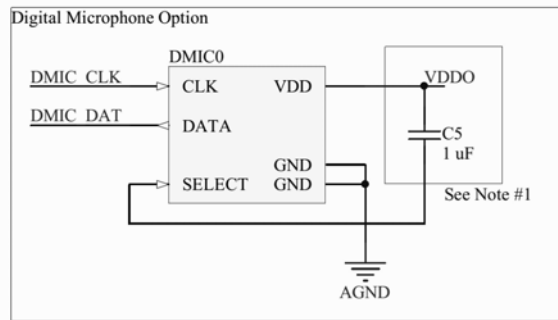 Digital Microphone Option
DMIC0
DMIC_CLK
CLK
VDD
VDDO
DMIC_DAT
DATA
C5
1 uF
GND
SELECT
GND
See Note #1
AGND